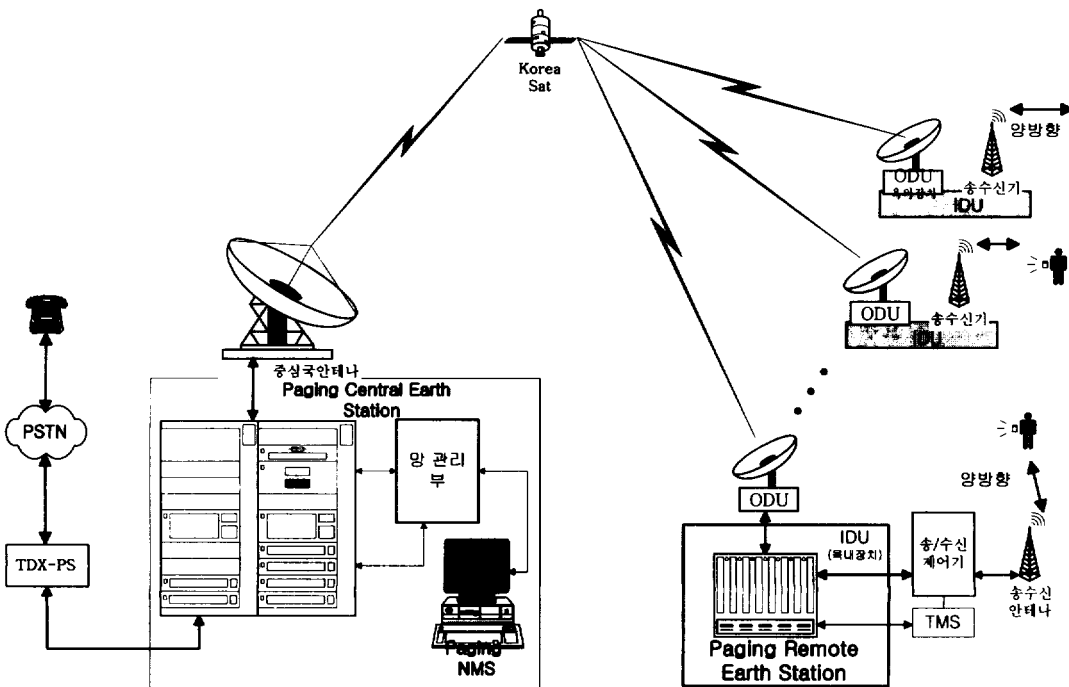 Korea
Sat
양방향
ODU
옥외장치
송수신기
IDU
ODU
송수신기
IDU
중심국안테나
Paging Central Earth
Station
PSTN
망 관리
부
TDX-PS
Paging
NMS
ODU
양방향
IDU
(옥내장치)
송/수신
제어기
송수신
안테나
TMS
Paging Remote
Earth Station